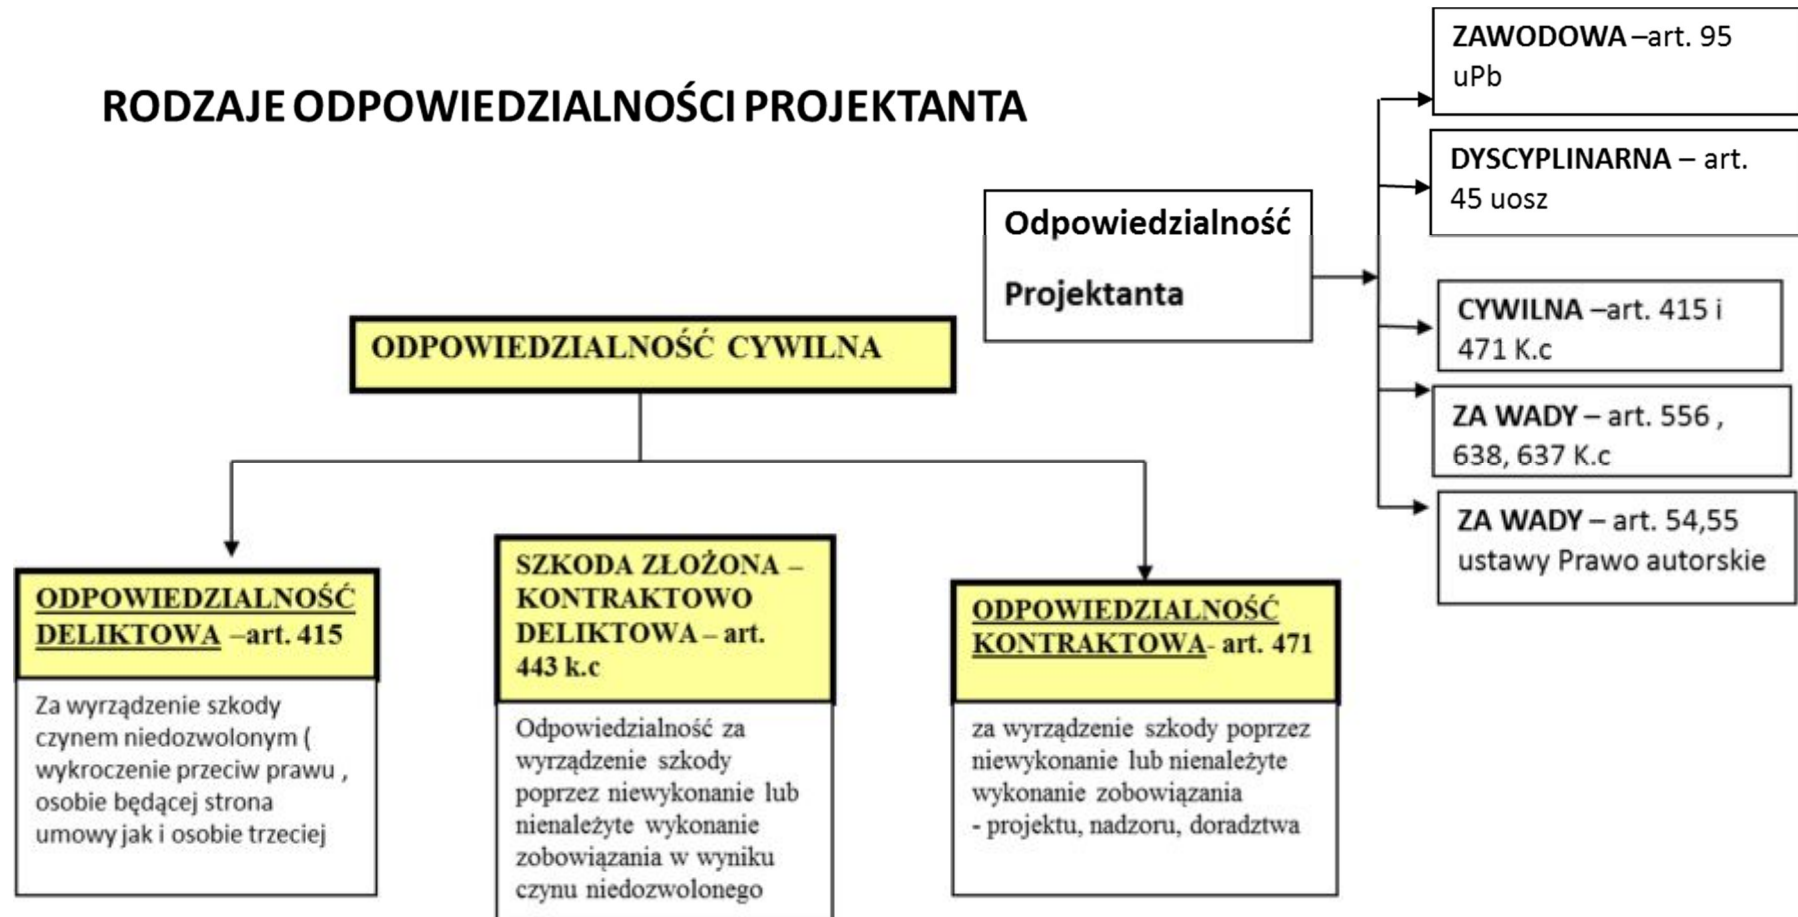 RODZAJE ODPOWIEDZIALNOŚCI PROJEKTANTA
Odpowiedzialność
Projektanta
ZAWODOWA –art. 95
uPb
DYSCYPLINARNA – art.
45 uosz
CYWILNA –art. 415 i
471 K.c
ZA WADY – art. 556 ,
638, 637 K.c
ZA WADY – art. 54,55
ustawy Prawo autorskie
ODPOWIEDZIALNOŚĆ CYWILNA
ODPOWIEDZIALNOŚĆ
DELIKTOWA –art. 415
Za wyrządzenie szkody
czynem niedozwolonym (
wykroczenie przeciw prawu ,
osobie będącej strona
umowy jak i osobie trzeciej
SZKODA ZŁOŻONA –
KONTRAKTOWO
DELIKTOWA – art.
443 k.c
Odpowiedzialność za
wyrządzenie szkody
poprzez niewykonanie lub
nienależyte wykonanie
zobowiązania w wyniku
czynu niedozwolonego
ODPOWIEDZIALNOŚĆ
KONTRAKTOWA- art. 471
za wyrządzenie szkody poprzez
niewykonanie lub nienależyte
wykonanie zobowiązania
- projektu, nadzoru, doradztwa